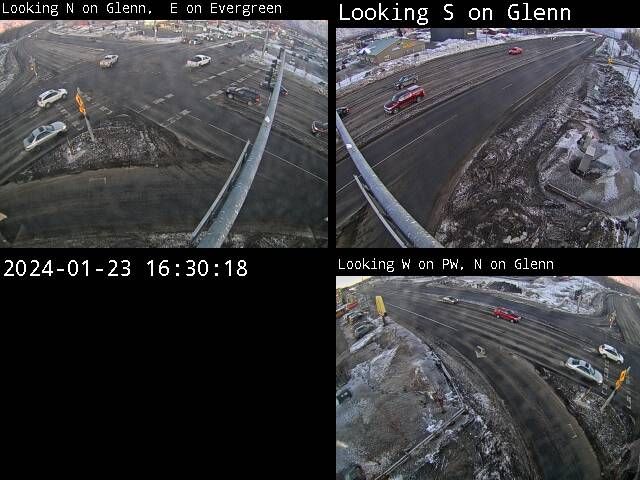 Looking N on Glenn,  E on Evergreen
Looking S on Glenn
2024-01-23 16:30:18
Looking W on PW, N on Glenn